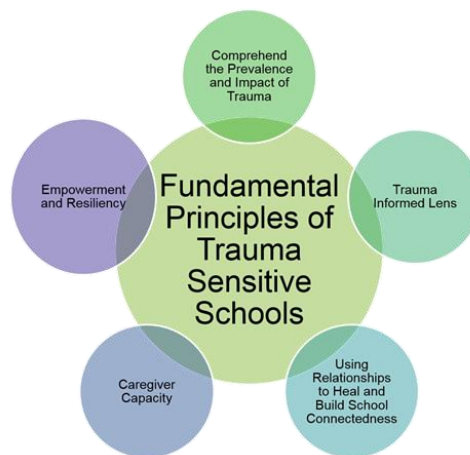 Comprehend
the Prevalence
and Impact of
Trauma
Empowerment
and Resiliency
Fundamental
Principles of
Trauma
Sensitive
Schools
Trauma
Informed Lens
Caregiver
Capacity
Using
Relationships
to Heal and
Build School
Connectedness